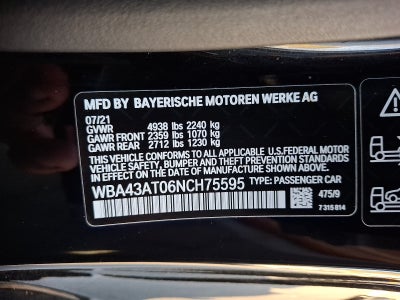 MFD BY BAYERISCHE MOTOREN WERKE AG
07/21
GVWR 4938 lbs 2240 kg
GAWR FRONT 2359 lbs 1070 kg
GAWR REAR 2712 lbs 1230 kg
THIS VEHICLE CONFORMS TO ALL APPLICABLE U.S.FEDERAL MOTOR
VEHICLE SAFETY, BUMPER, AND THEFT PREVENTION STANDARDS
IN EFFECT ON THE DATE OF MANUFACTURE SHOWN ABOVE.
WBA43AT06NCH75595 TYPE: PASSENGER CAR
475/9
7 315 814